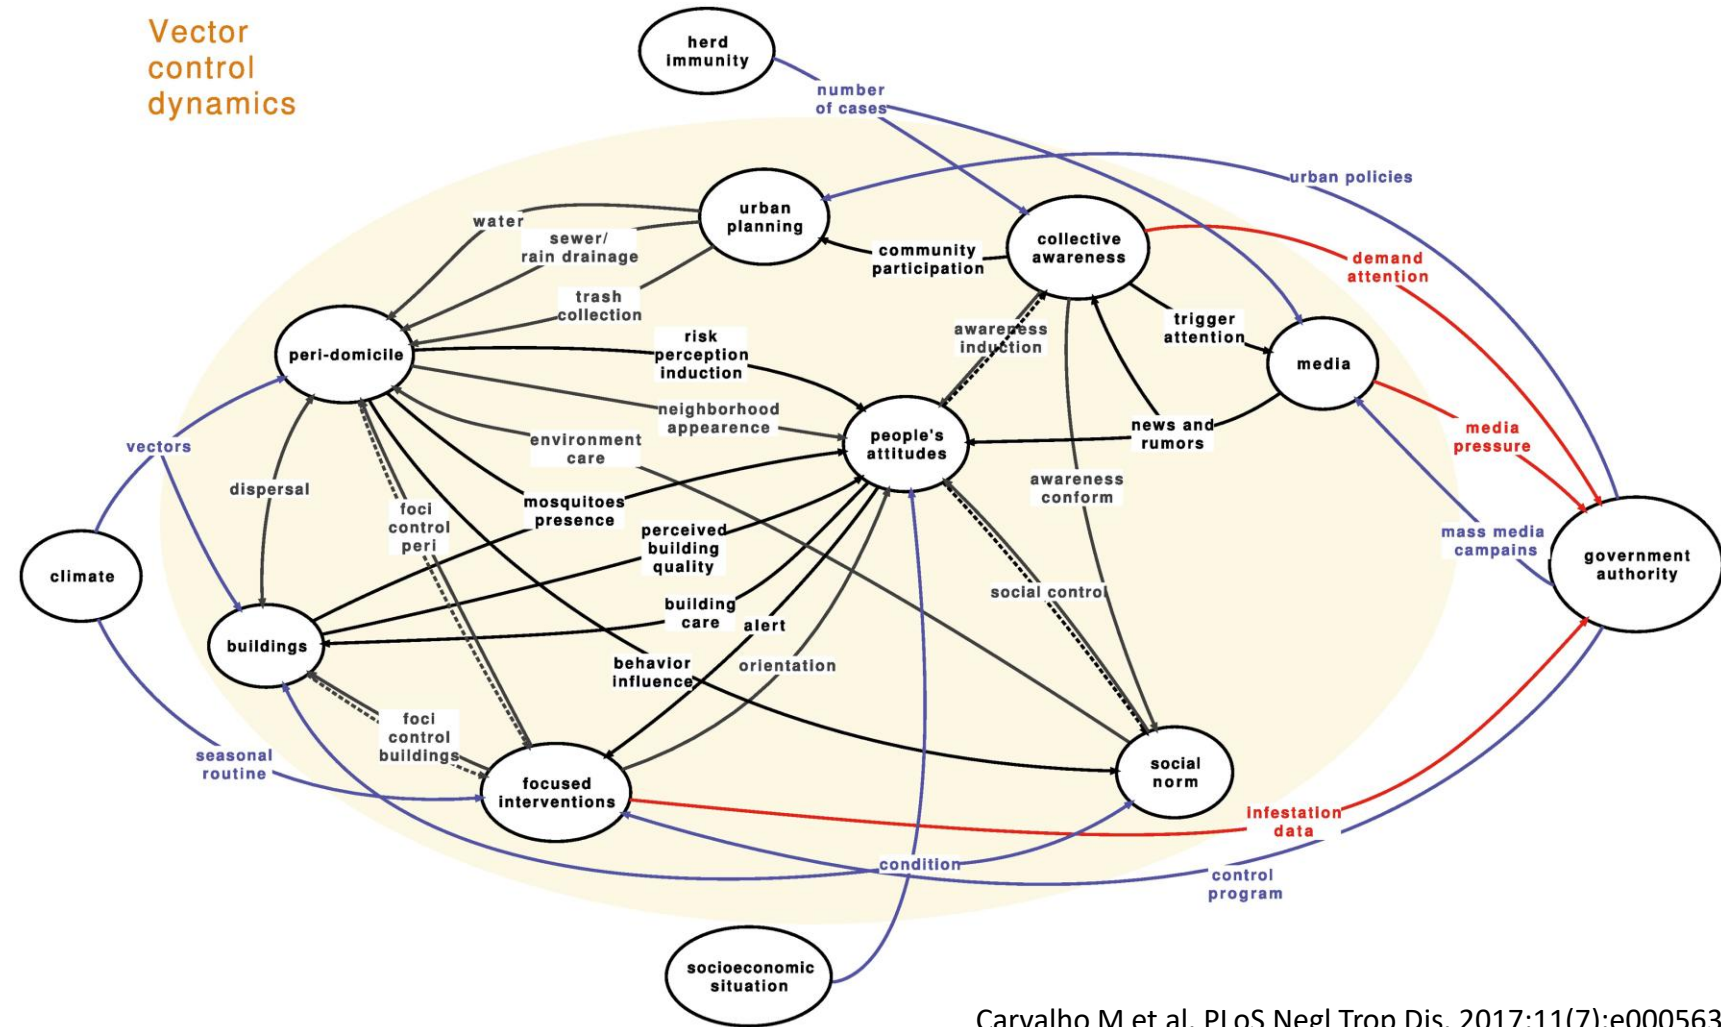 Vector
control
dynamics
herd
immunity
number
of cases
urban policies
urban
planning
water
sewer/
rain drainage
collective
awareness
community
participation
demand
attention
trash
collection
trigger
attention
awareness
induction
risk
perception
induction
peri-domicile
media
neighborhood
appearence
people's
attitudes
news and
rumors
media
pressure
environment
care
vectors
dispersal
awareness
conform
foci
control
peri
mosquitoes
presence
perceived
building
quality
mass media
campains
government
authority
climate
social control
building
care
alert
buildings
behavior
influence
orientation
foci
control
buildings
seasonal
routine
focused
interventions
social
norm
infestation
data
condition
control
program
socioeconomic
situation
Carvalho M et al. PLoS Negl Trop Dis. 2017;11(7):e000563